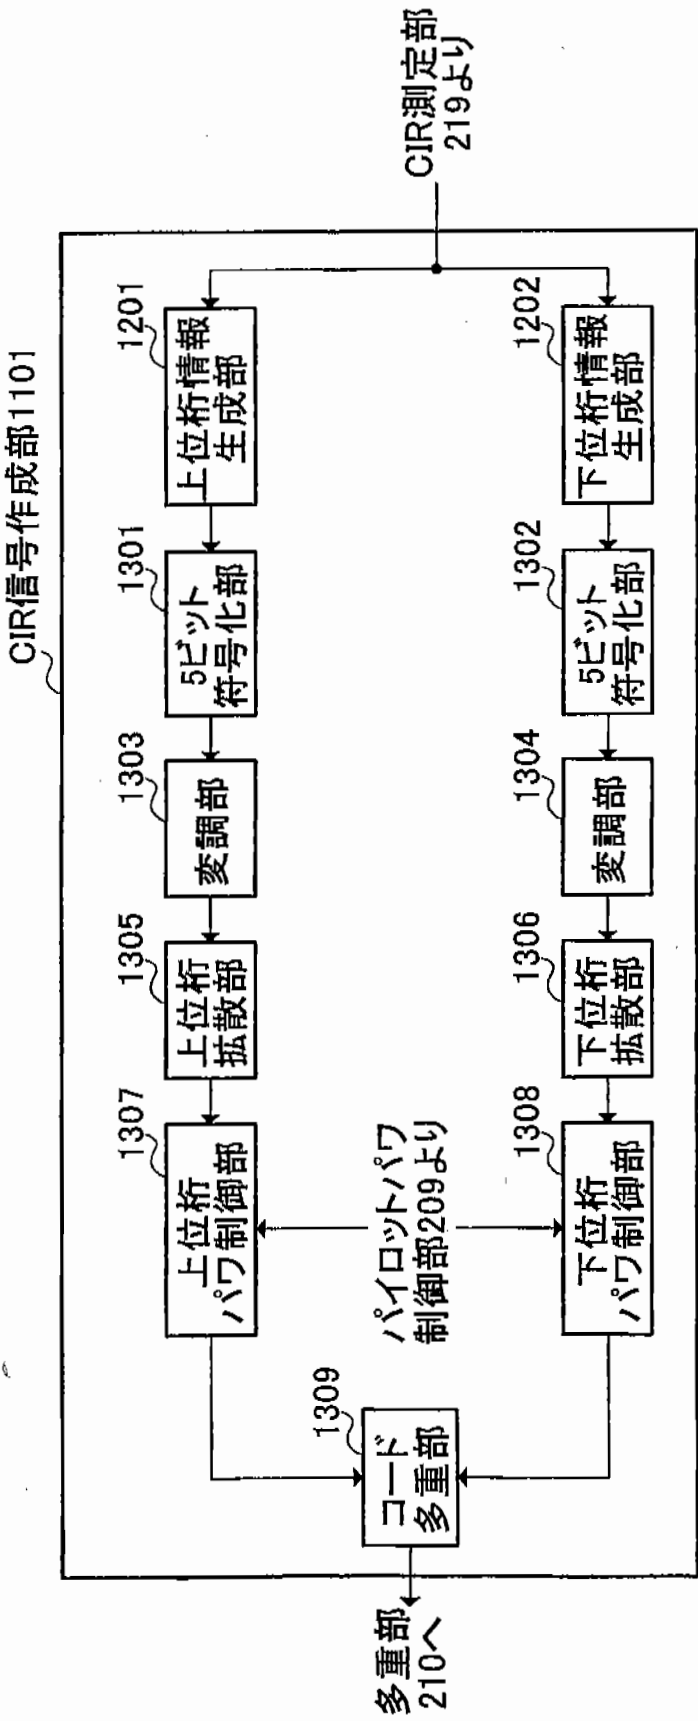 CIR信号作成部1101
CIR測定部
219より
1201
上位桁情報
生成部
1301
5ビット
符号化部
1303
変調部
1305
上位桁
拡散部
1307
上位桁
パワ制御部
1202
下位桁情報
生成部
1302
5ビット
符号化部
1304
変調部
1306
下位桁
拡散部
1308
下位桁
パワ制御部
パイロットパワ
制御部209より
1309
コード
多重部
多重部
210へ